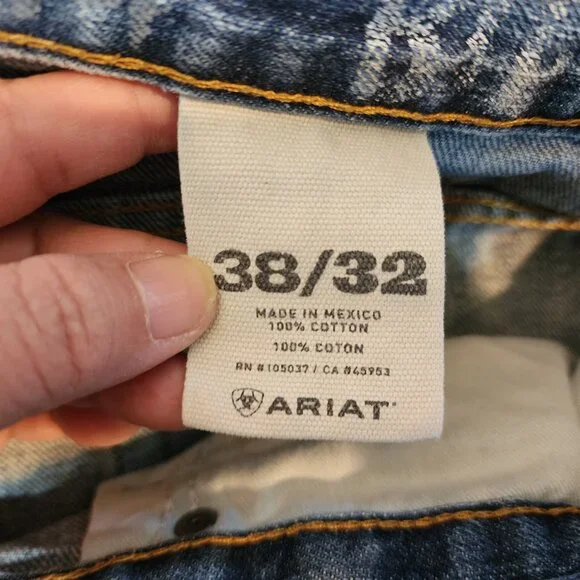 38/32
MADE IN MEXICO
100% COTTON
100% COTON
RN #105037 / CA #45953
ARIAT